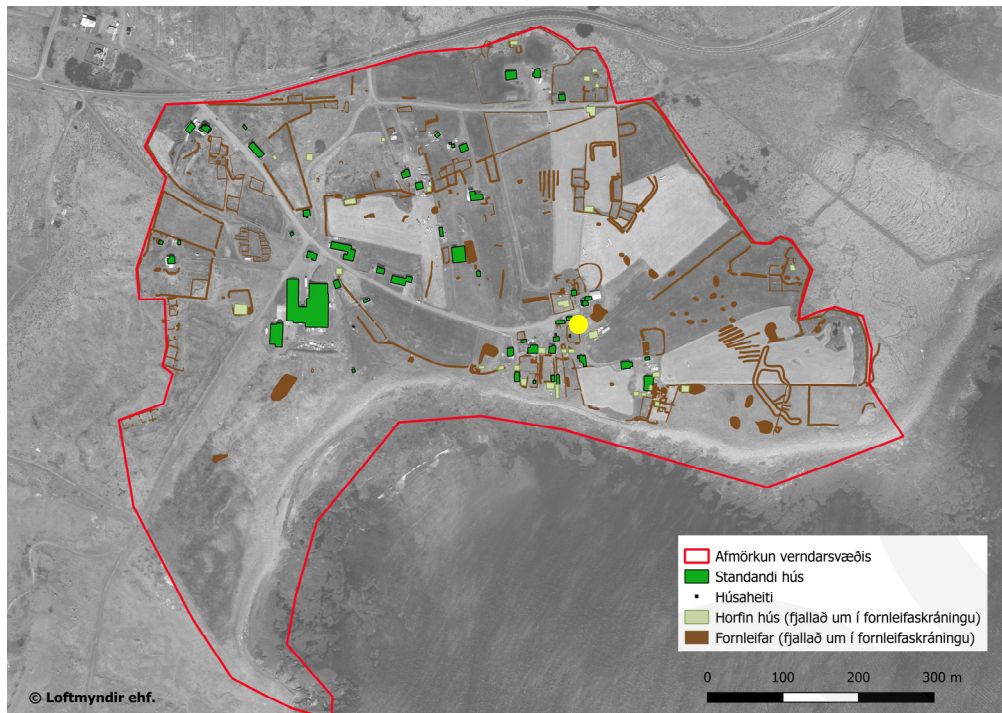 Afmörkun verndarsvæðis
Standandi hús
Húsaheiti
Horfin hús (fjallað um í fornleifaskráningu)
Fornleifar (fjallað um í fornleifaskráningu)
0 100 200 300 m
© Loftmyndir ehf.